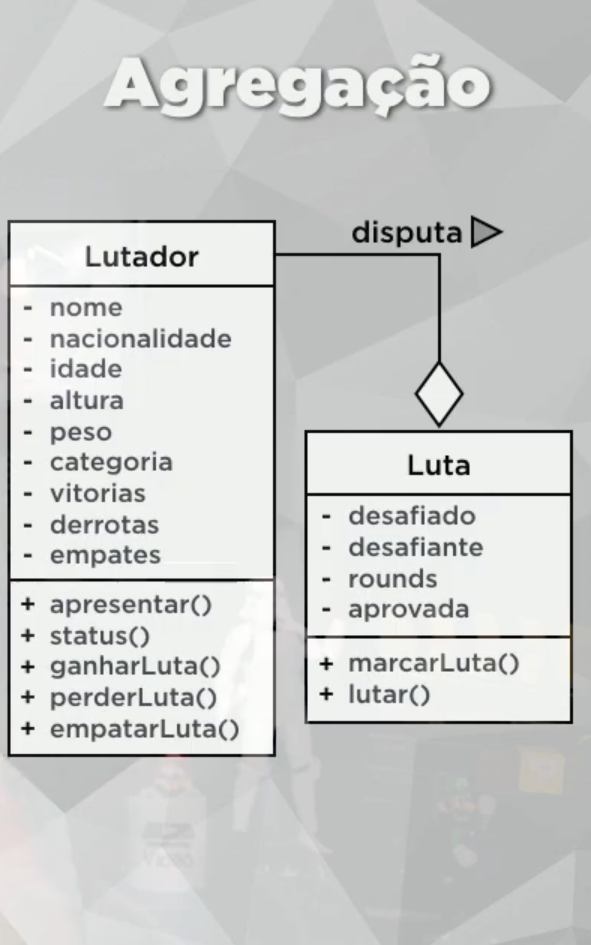 Agregação
disputa
Lutador
- nome
- nacionalidade
- idade
- altura
- peso
- categoria
- vitorias
- derrotas
- empates
+ apresentar()
+ status()
+ ganharLuta()
+ perderLuta()
+ empatarLuta()
Luta
- desafiado
- desafiante
- rounds
- aprovada
+ marcarLuta()
+ lutar()